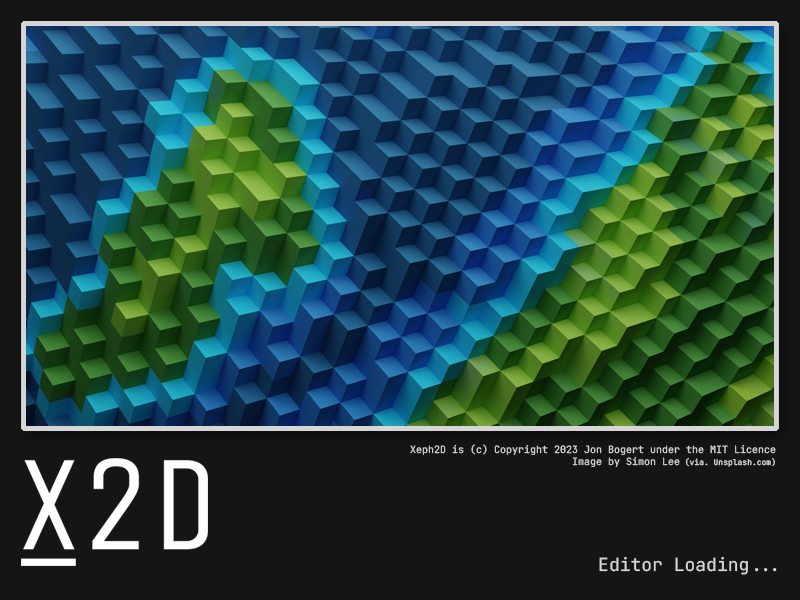 Xeph2D is (c) Copyright 2023 Jon Bogert under the MIT Licence
Image by Simon Lee (via. Unsplash.com)
X2D
Editor Loading...